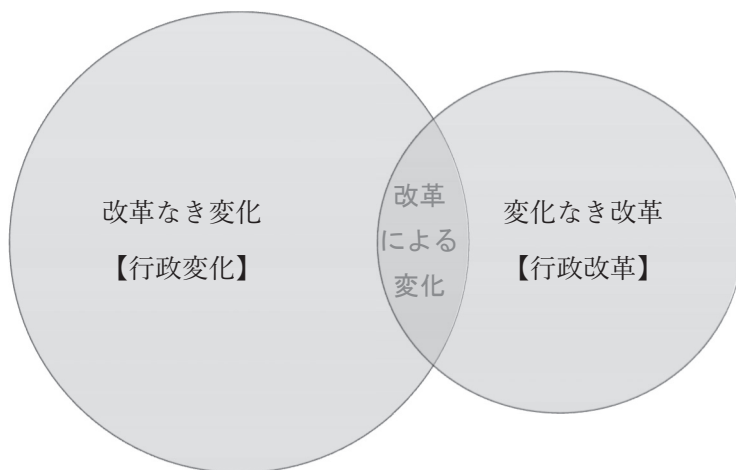 改革なき変化
【行政変化】
改革
による
変化
変化なき改革
【行政改革】